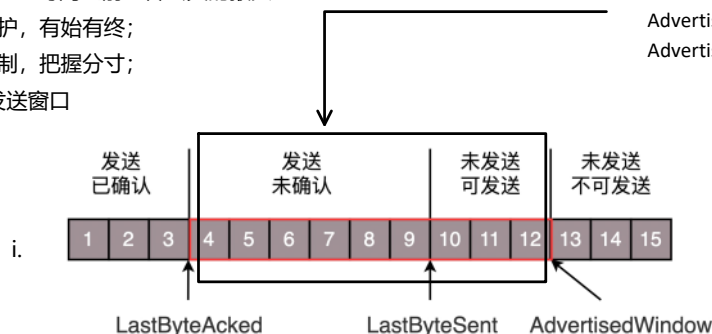 护，有始有终；
制，把握分寸；
发送窗口
Advertis
Advertis
发送
已确认
发送
未确认
未发送
可发送
未发送
不可发送
i.
1 2 3 4 5 6 7 8 9 10 11 12 13 14 15
LastByteAcked LastByteSent AdvertisedWindow